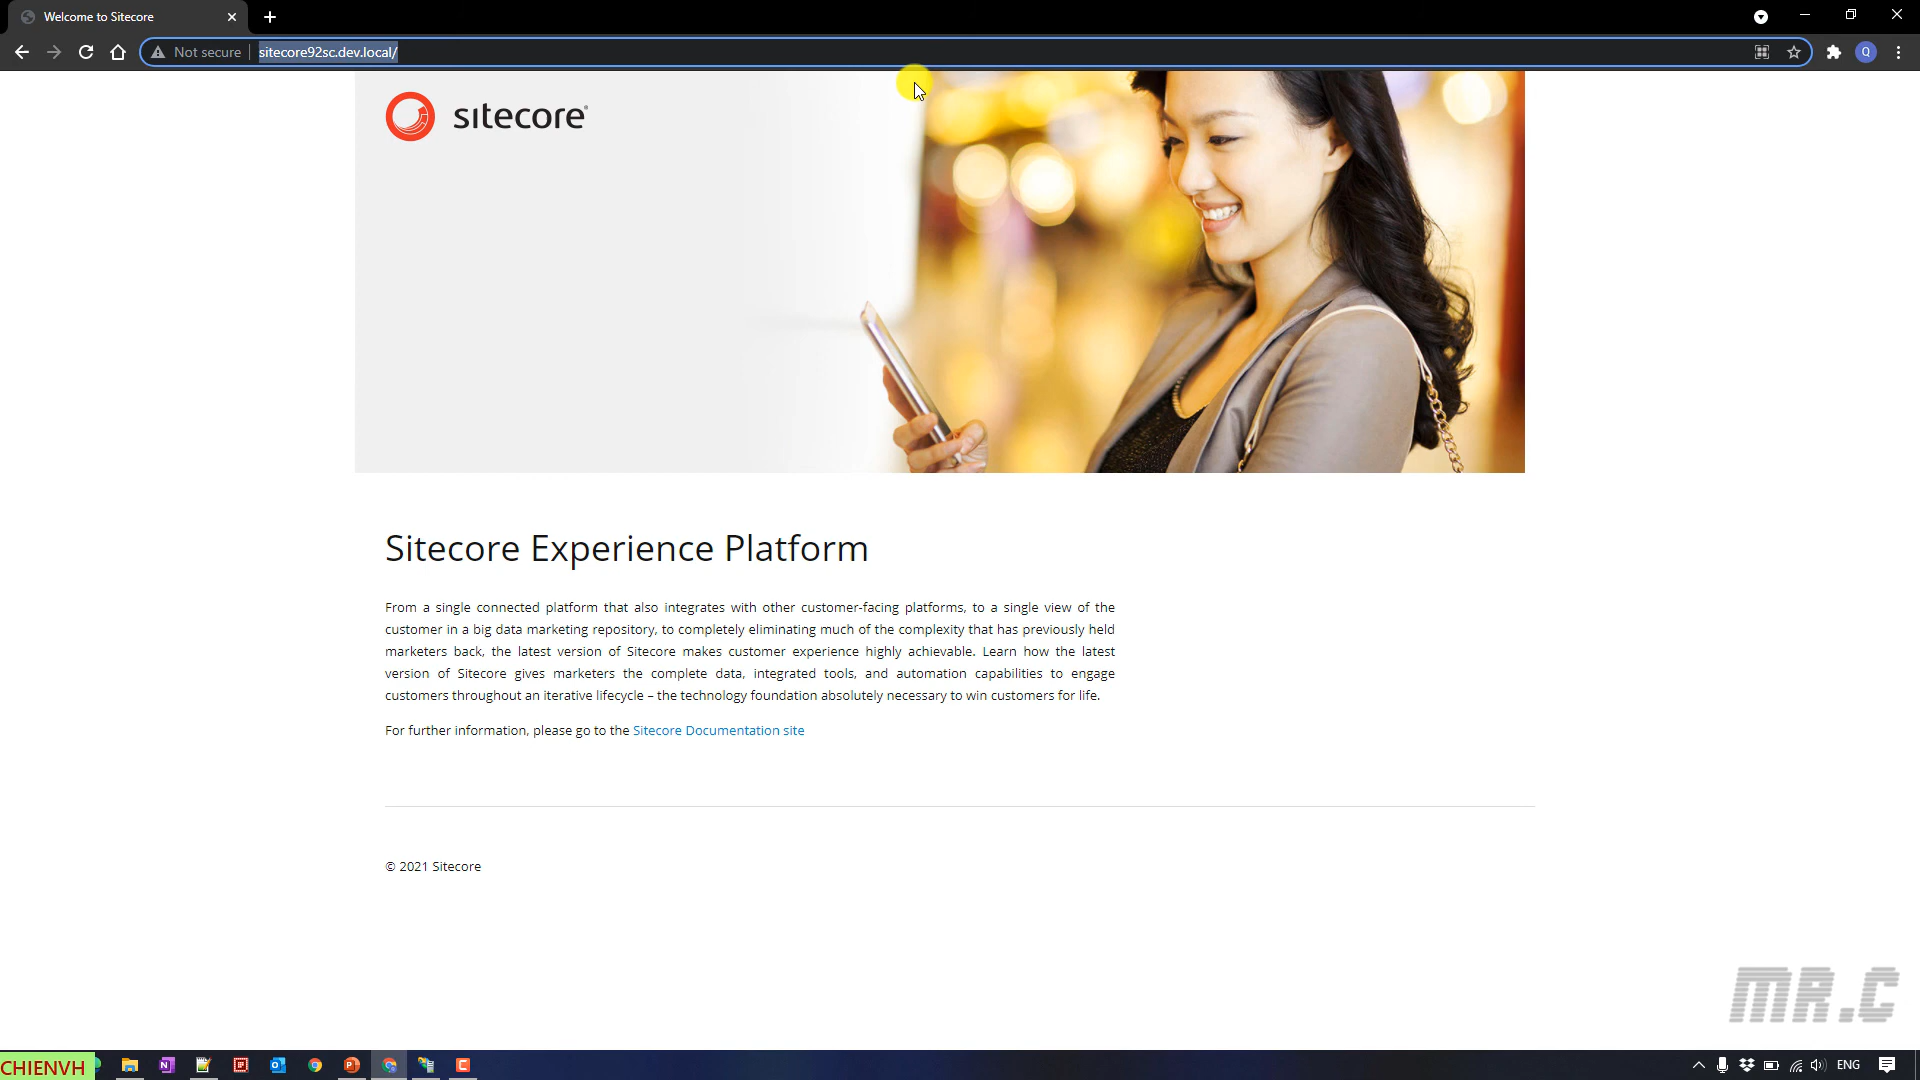 Welcome to Sitecore
Not secure
sitecore92sc.dev.local/
Q
sitecore®
Sitecore Experience Platform
From a single connected platform that also integrates with other customer-facing platforms, to a single view of the
customer in a big data marketing repository, to completely eliminating much of the complexity that has previously held
marketers back, the latest version of Sitecore makes customer experience highly achievable. Learn how the latest
version of Sitecore gives marketers the complete data, integrated tools, and automation capabilities to engage
customers throughout an iterative lifecycle – the technology foundation absolutely necessary to win customers for life.
For further information, please go to the Sitecore Documentation site
© 2021 Sitecore
MR.C
CHIENVH
ENG